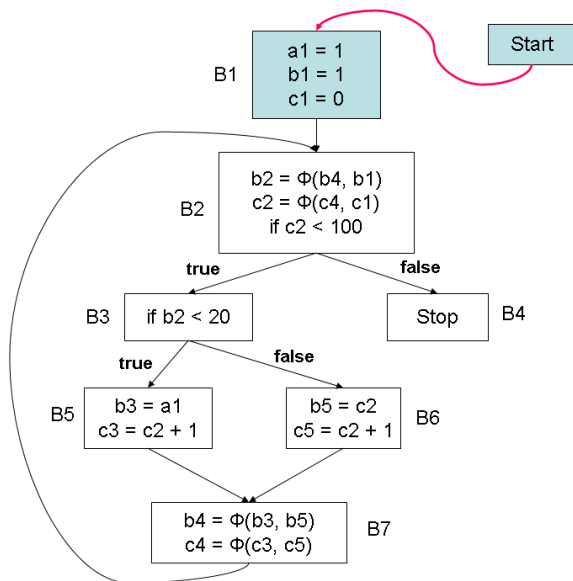 Start
B1
a1 = 1
b1 = 1
c1 = 0
B2
b2 = Φ(b4, b1)
c2 = Φ(c4, c1)
if c2 < 100
true
false
B3
if b2 < 20
Stop
B4
true
false
B5
b3 = a1
c3 = c2 + 1
b5 = c2
c5 = c2 + 1
B6
b4 = Φ(b3, b5)
c4 = Φ(c3, c5)
B7